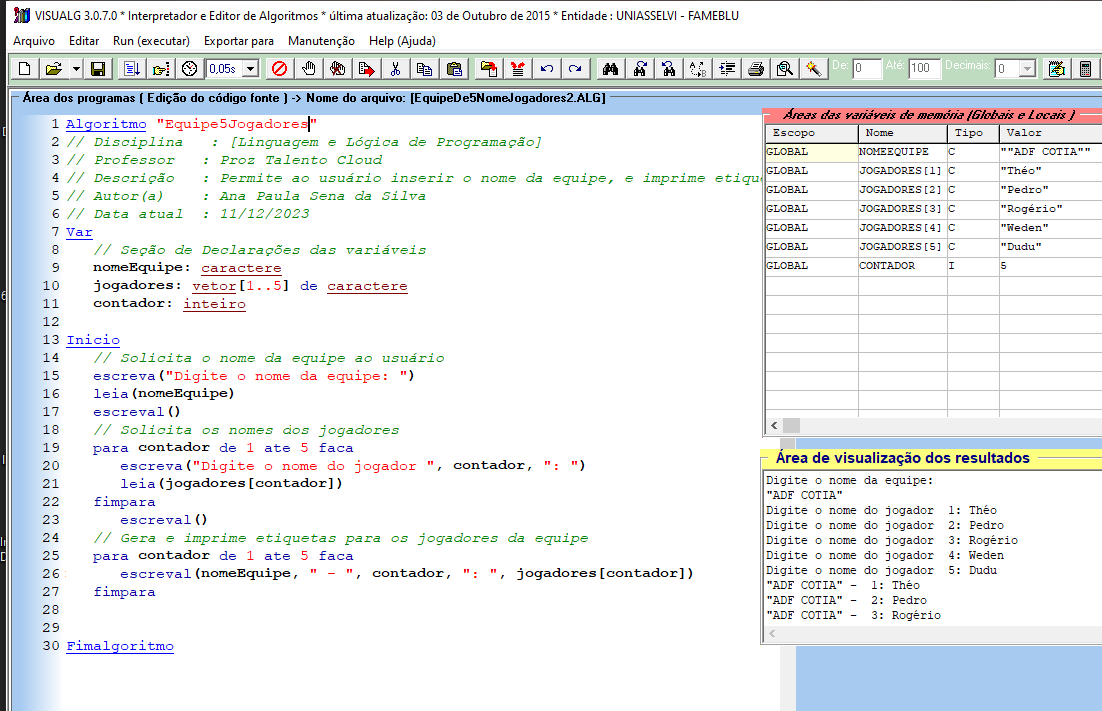 VISUALG 3.0.7.0 * Interpretador e Editor de Algoritmos * última atualização: 03 de Outubro de 2015 * Entidade : UNIASSELVI - FAMEBLU
Arquivo Editar Run (executar) Exportar para Manutenção Help (Ajuda)
0,05s De: 0 Até: 100 Decimais: 0
Área dos programas ( Edição do código fonte ) -> Nome do arquivo: [EquipeDe5NomeJogadores2.ALG]
1 Algoritmo "Equipe5Jogadores"
2 // Disciplina : [Linguagem e Lógica de Programação]
3 // Professor : Proz Talento Cloud
4 // Descrição : Permite ao usuário inserir o nome da equipe, e imprime etique
5 // Autor(a) : Ana Paula Sena da Silva
6 // Data atual : 11/12/2023
7 Var
8 // Seção de Declarações das variáveis
9 nomeEquipe: caractere
10 jogadores: vetor[1..5] de caractere
11 contador: inteiro
12
13 Inicio
14 // Solicita o nome da equipe ao usuário
15 escreva("Digite o nome da equipe: ")
16 leia(nomeEquipe)
17 escreval()
18 // Solicita os nomes dos jogadores
19 para contador de 1 ate 5 faca
20 escreva("Digite o nome do jogador ", contador, ": ")
21 leia(jogadores[contador])
22 fimpara
23 escreval()
24 // Gera e imprime etiquetas para os jogadores da equipe
25 para contador de 1 ate 5 faca
26 escreval(nomeEquipe, " - ", contador, ": ", jogadores[contador])
27 fimpara
28
29
30 Fimalgoritmo
Áreas das variáveis de memória (Globais e Locais )
Escopo Nome Tipo Valor
GLOBAL NOMEEQUIPE C ""ADF COTIA""
GLOBAL JOGADORES[1] C "Théo"
GLOBAL JOGADORES[2] C "Pedro"
GLOBAL JOGADORES[3] C "Rogério"
GLOBAL JOGADORES[4] C "Weden"
GLOBAL JOGADORES[5] C "Dudu"
GLOBAL CONTADOR I 5
Área de visualização dos resultados
Digite o nome da equipe:
"ADF COTIA"
Digite o nome do jogador 1: Théo
Digite o nome do jogador 2: Pedro
Digite o nome do jogador 3: Rogério
Digite o nome do jogador 4: Weden
Digite o nome do jogador 5: Dudu
"ADF COTIA" - 1: Théo
"ADF COTIA" - 2: Pedro
"ADF COTIA" - 3: Rogério